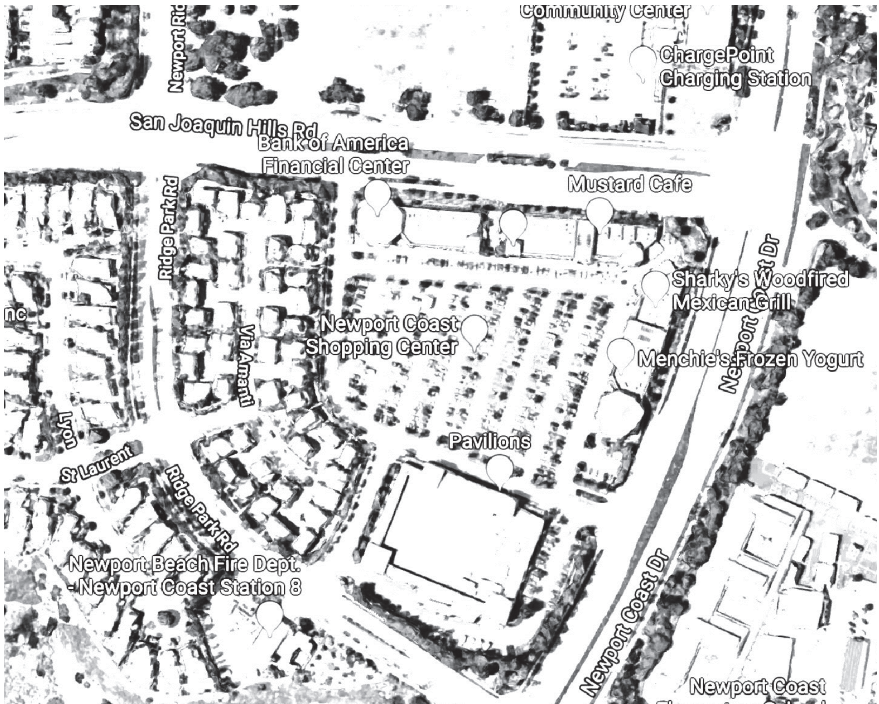 Community Center
Newport Rid
ChargePoint
Charging Station
San Joaquin Hills Rd
Bank of America
Financial Center
Mustard Cafe
Ridge Park Rd
Newport Coast Dr
Sharky's Woodfired
Mexican Grill
nc
Newport Coast
Shopping Center
Via Amanti
Menchie's Frozen Yogurt
Lyon
Pavilions
St Laurent
Ridge Park Rd
Newport Beach Fire Dept.
- Newport Coast Station 8
Newport Coast Dr
Newport Coast